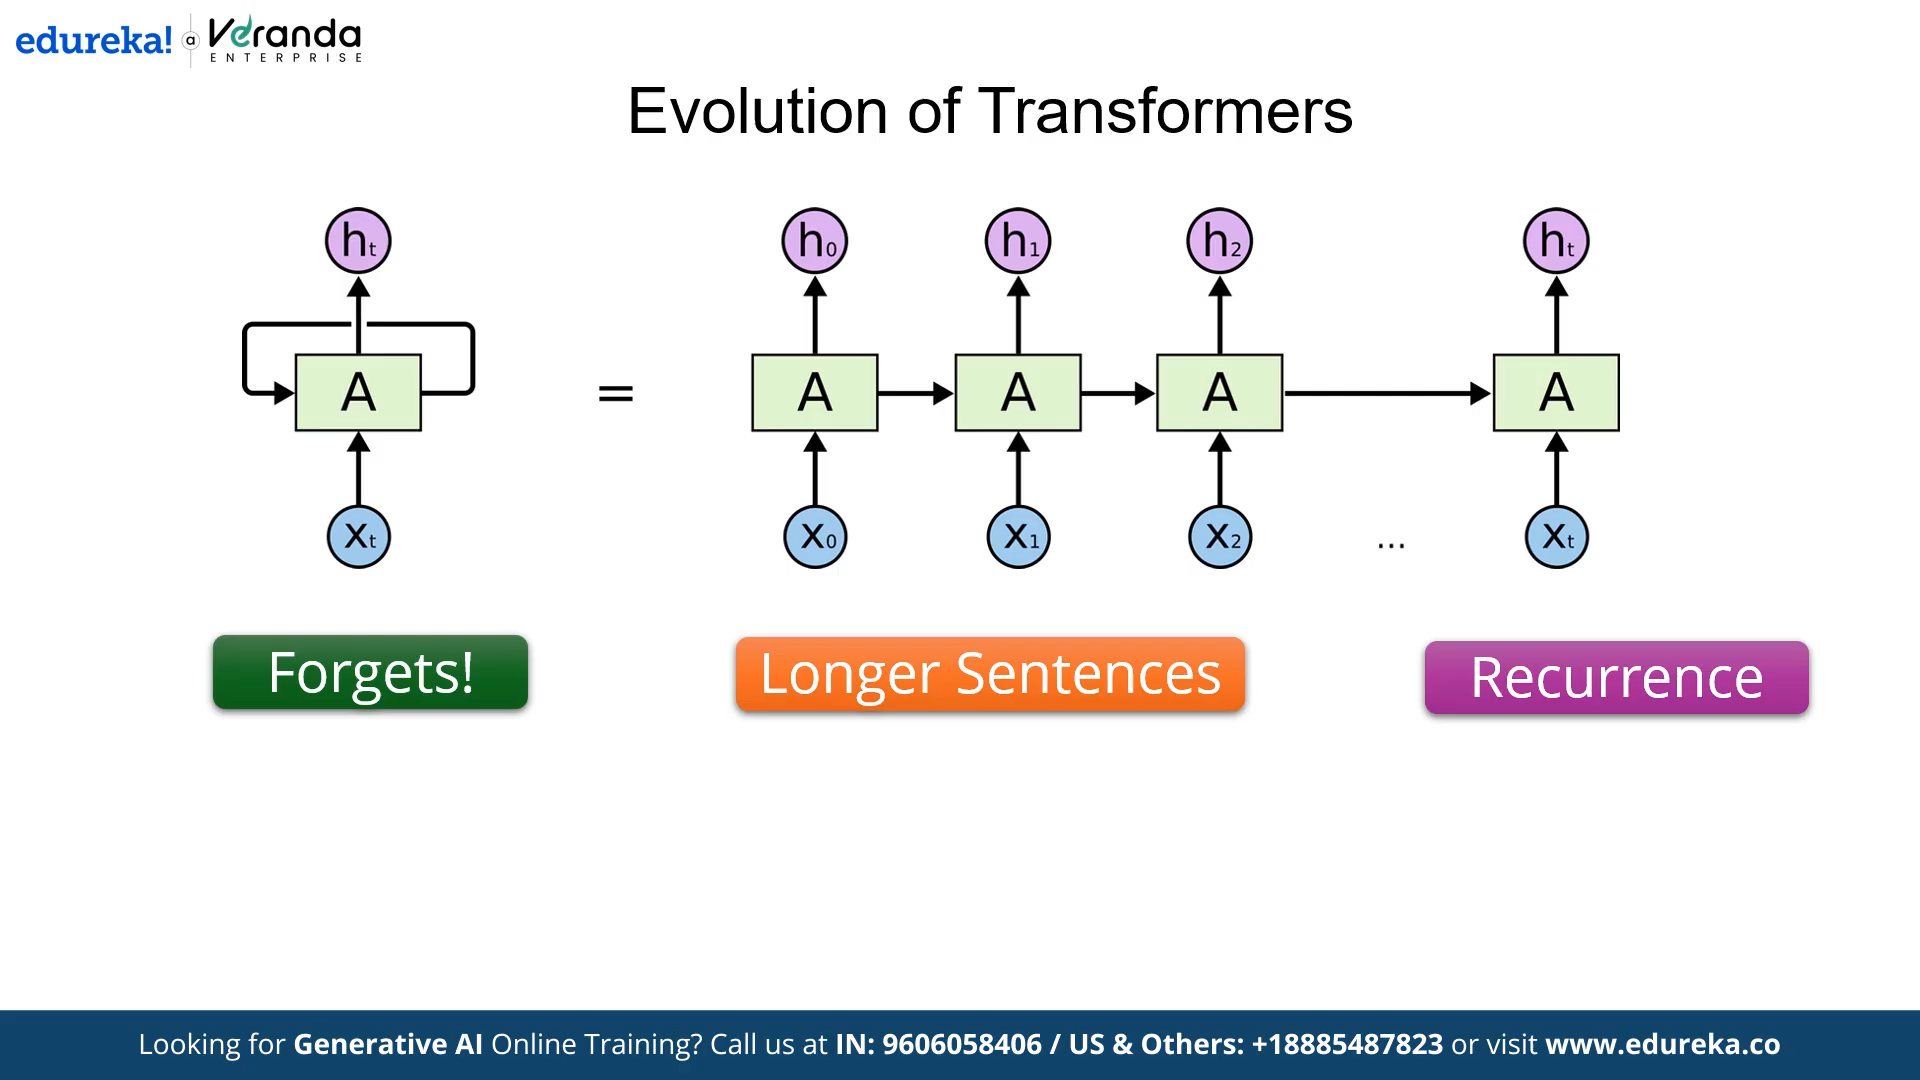 edureka! a Veranda
ENTERPRISE
Evolution of Transformers
ht h0 h1 h2 ht
A = A A A A
xt x0 x1 x2 ... xt
Forgets! Longer Sentences Recurrence
Looking for Generative AI Online Training? Call us at IN: 9606058406 / US & Others: +18885487823 or visit www.edureka.co